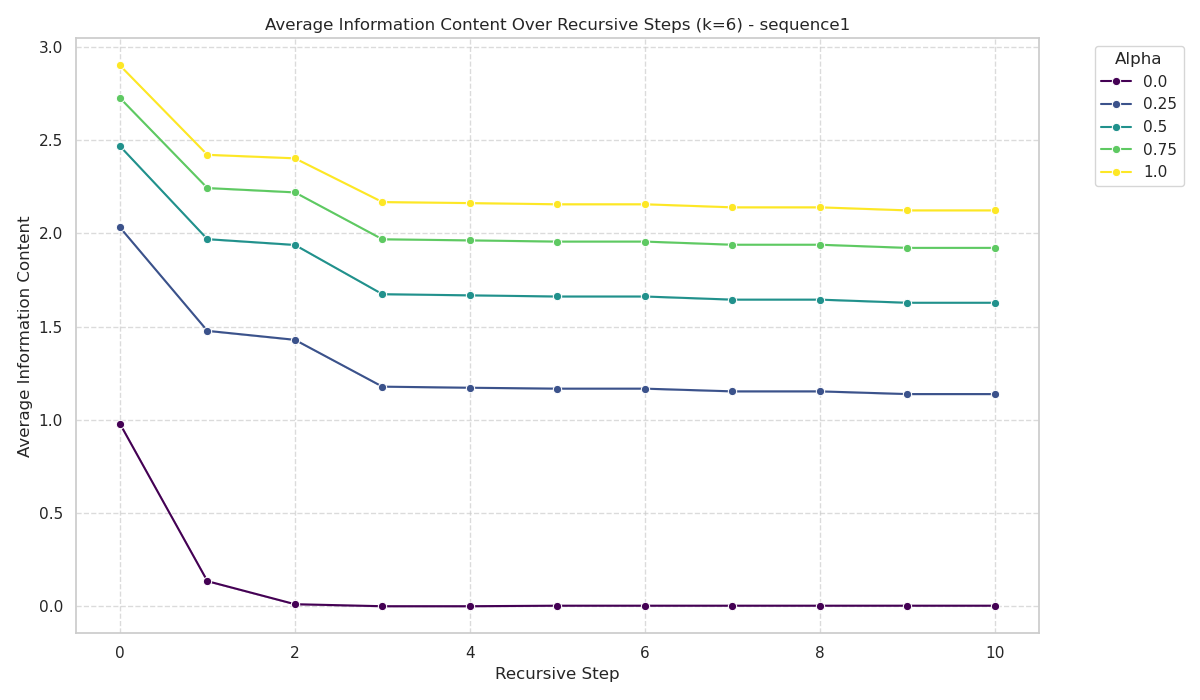 Average Information Content Over Recursive Steps (k=6) - sequence1
Average Information Content
3.0
2.5
2.0
1.5
1.0
0.5
0.0
0 2 4 6 8 10
Recursive Step
Alpha
0.0
0.25
0.5
0.75
1.0